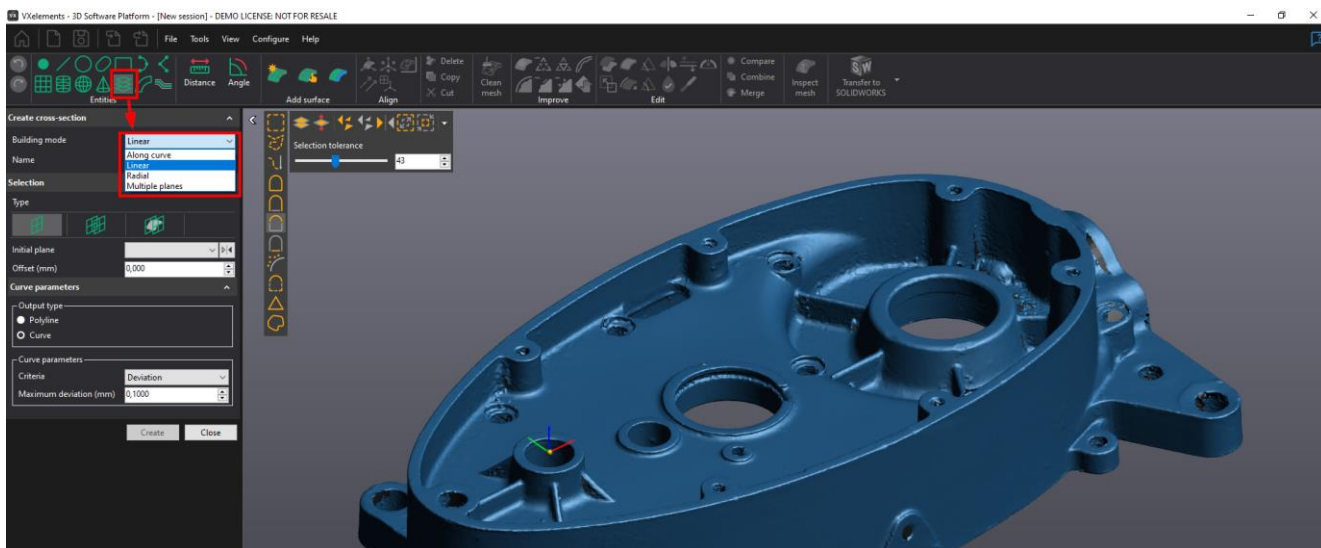 VXelements - 3D Software Platform - [New session] - DEMO LICENSE: NOT FOR RESALE
File Tools View Configure Help
Distance Angle
Delete
Copy
Cut
Clean mesh
Compare
Combine
Merge
Inspect mesh
Transfer to SOLIDWORKS
Entities Add surface Align Improve Edit
Create cross-section
Building mode Linear
Along curve
Name Linear
Radial
Selection Multiple planes
Type
Selection tolerance
43
Initial plane
Offset (mm) 0,000
Curve parameters
Output type
Polyline
Curve
Curve parameters
Criteria Deviation
Maximum deviation (mm) 0,1000
Create Close